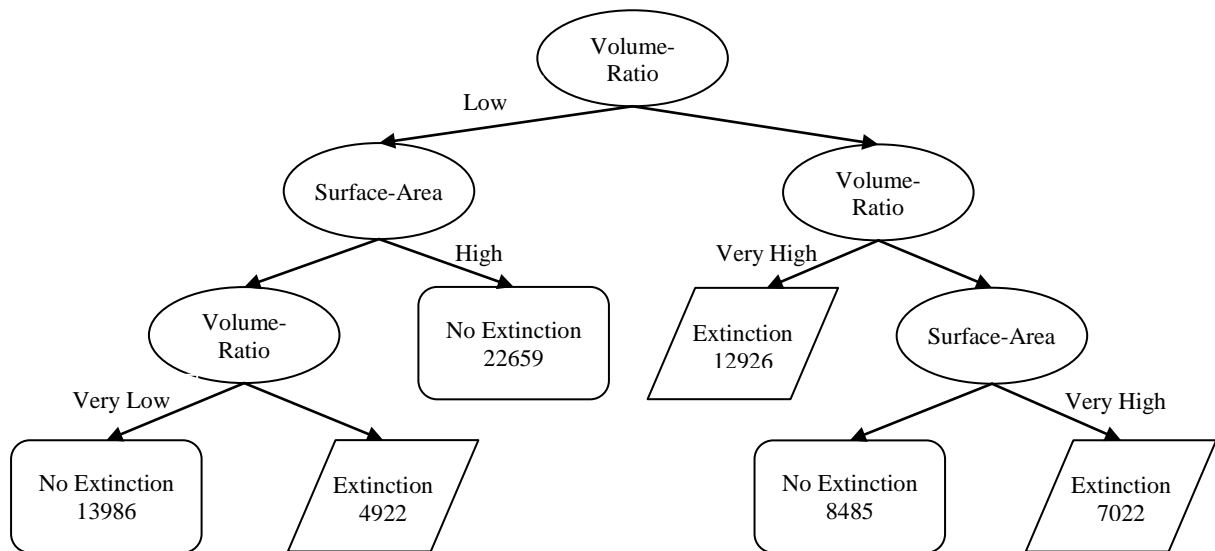 Volume-
Ratio
Low
Surface-Area
Volume-
Ratio
High
Very High
Volume-
Ratio
No Extinction
22659
Extinction
12926
Surface-Area
Very Low
Very High
No Extinction
13986
Extinction
4922
No Extinction
8485
Extinction
7022